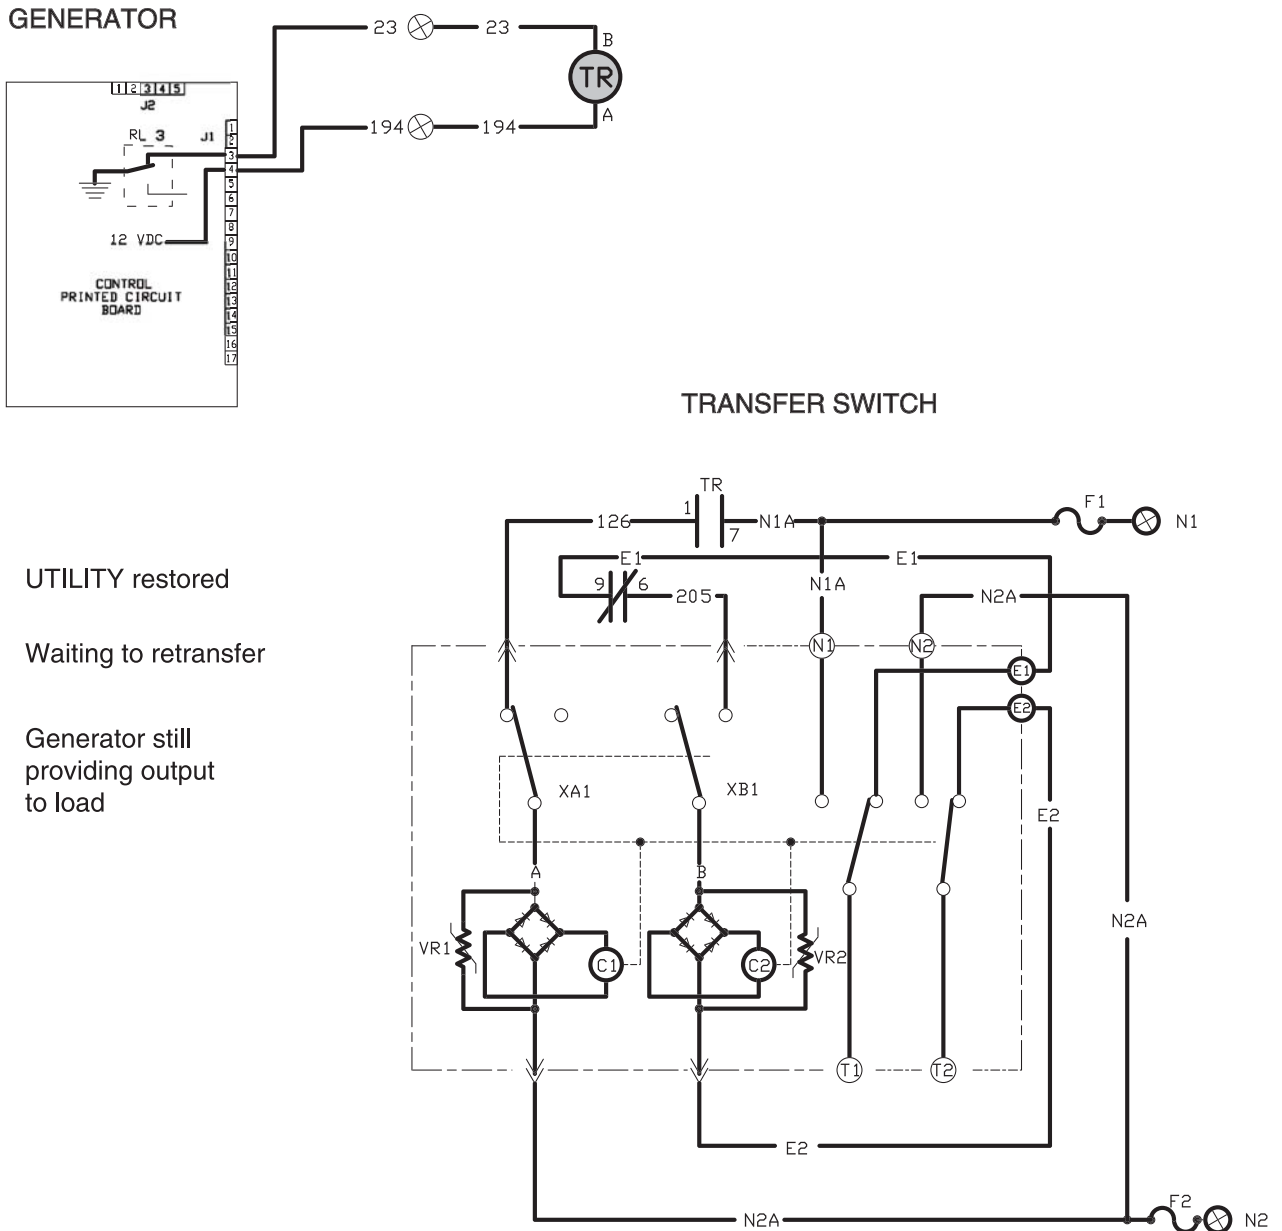 GENERATOR
23 23
B
TR
A
194 194
1 2 3 4 5
J2
RL 3 J1
1
2
3
4
5
6
7
8
9
10
11
12
13
14
15
16
17
12 VDC
CONTROL
PRINTED CIRCUIT
BOARD
TRANSFER SWITCH
UTILITY restored
Waiting to retransfer
Generator still
providing output
to load
TR
1 7
126 N1A
F1
N1
E1 E1
9 6
205
N1A
N2A
N1 N2
E1
E2
XA1 XB1
E2
A B
N2A
VR1 C1 C2 VR2
T1 T2
E2
F2
N2A N2